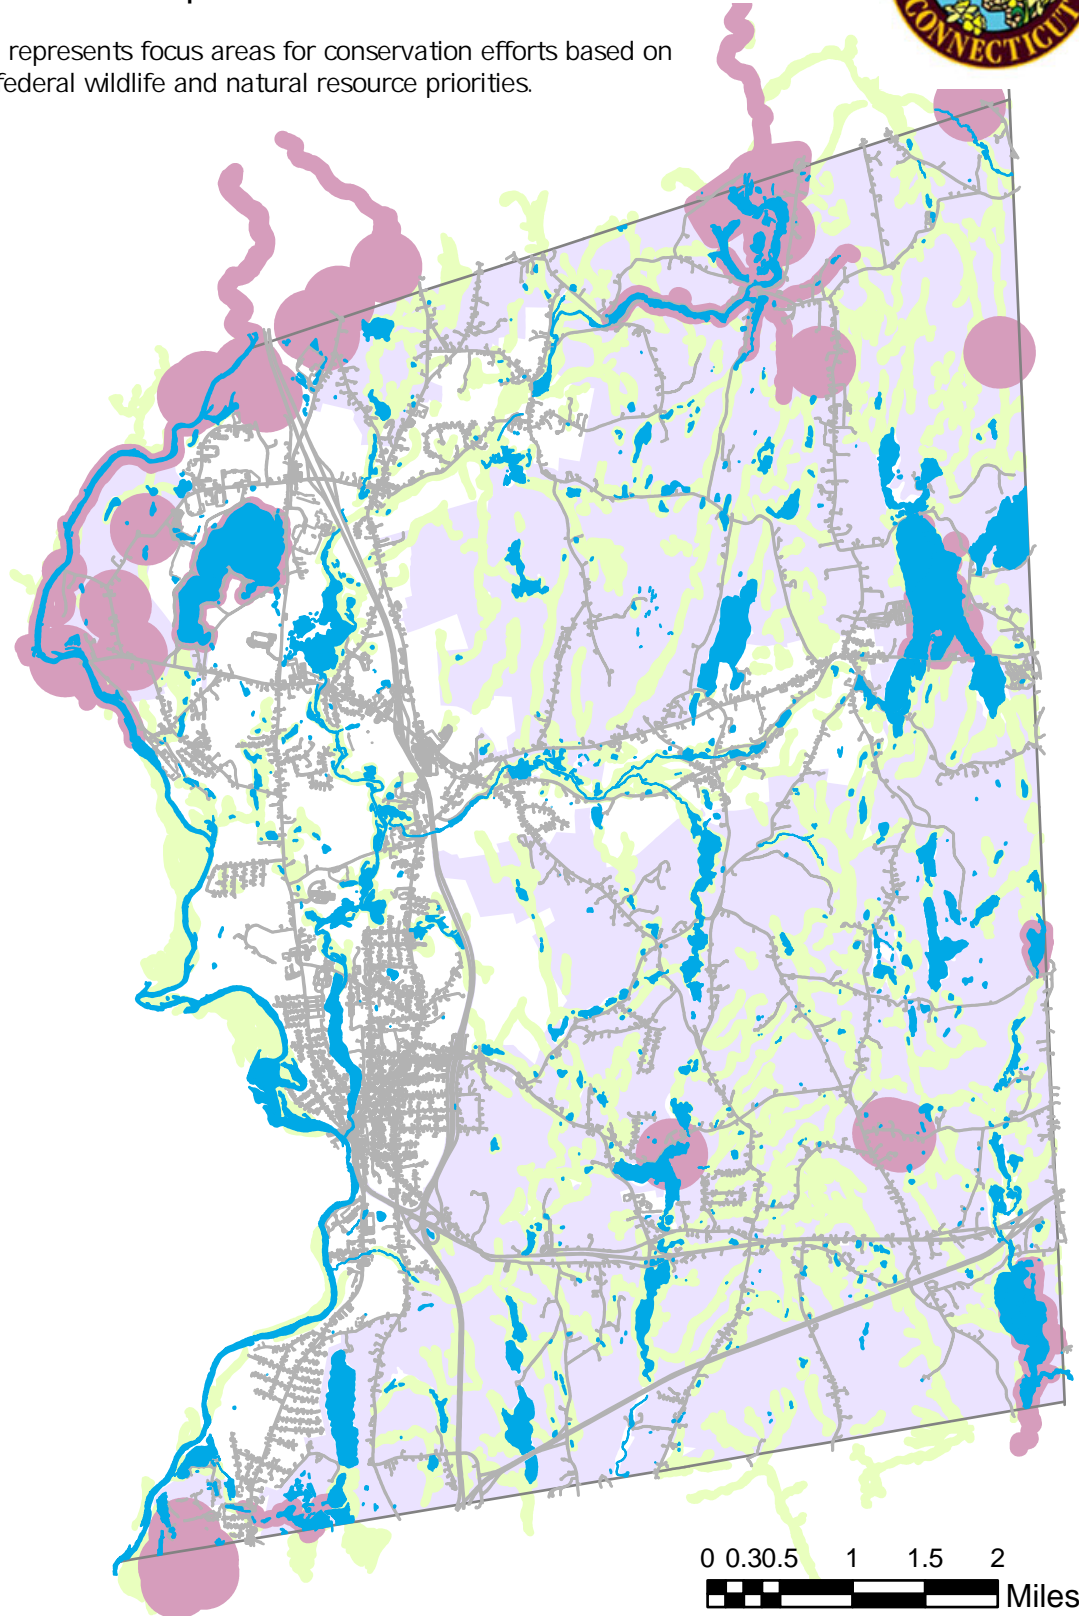 represents focus areas for conservation efforts based on
federal wildlife and natural resource priorities.
CONNECTICUT
0 0.30.5 1 1.5 2
Miles